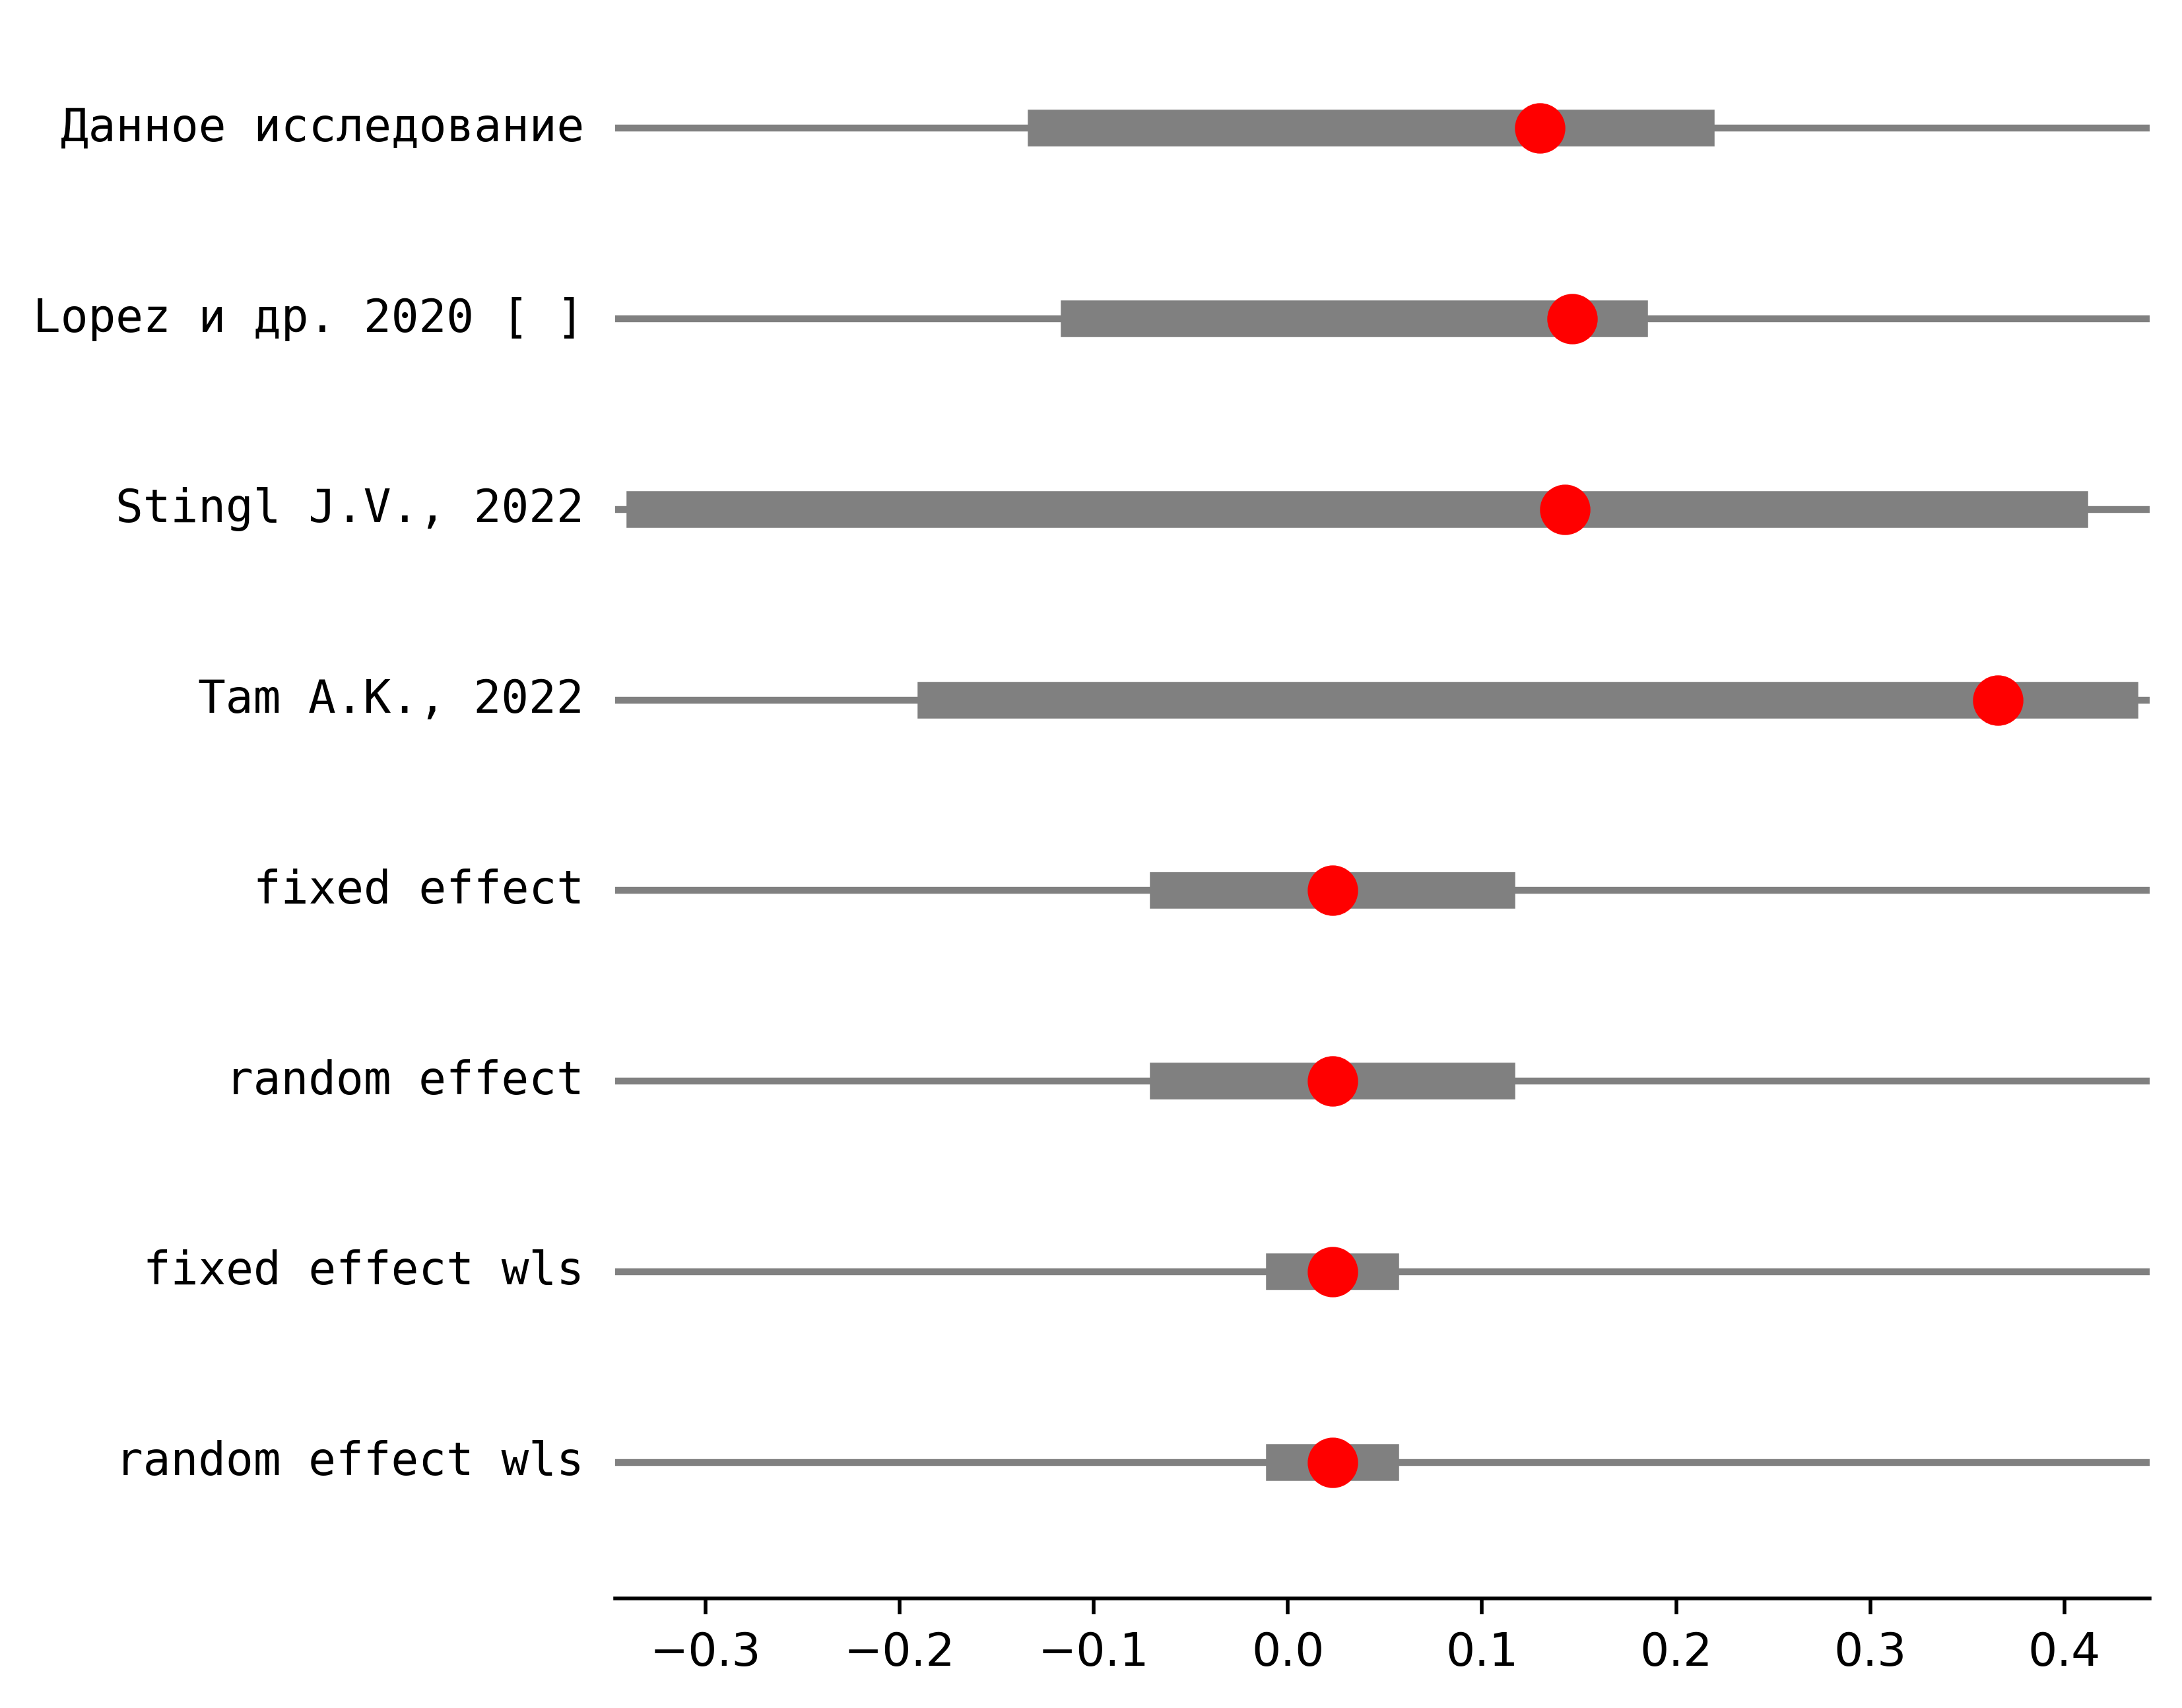 Данное исследование
Lopez и др. 2020 [ ]
Stingl J.V., 2022
Tam A.K., 2022
fixed effect
random effect
fixed effect wls
random effect wls
−0.3 −0.2 −0.1 0.0 0.1 0.2 0.3 0.4